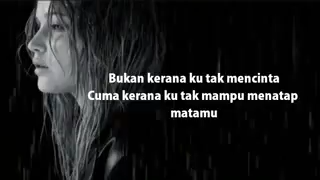 Bukan kerana ku tak mencinta
Cuma kerana ku tak mampu menatap
matamu